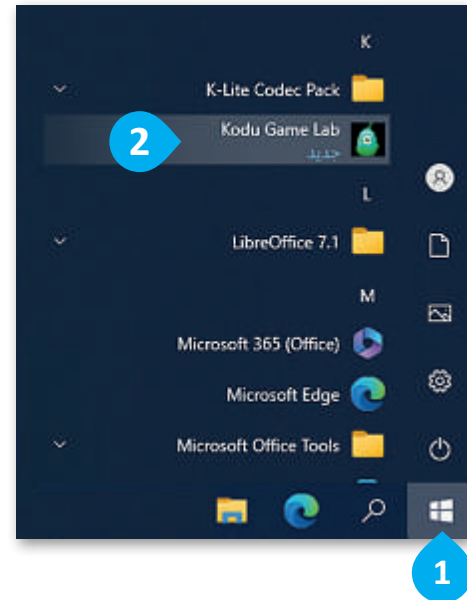 K
K-Lite Codec Pack
2
Kodu Game Lab
جديد
L
LibreOffice 7.1
M
Microsoft 365 (Office)
Microsoft Edge
Microsoft Office Tools
1